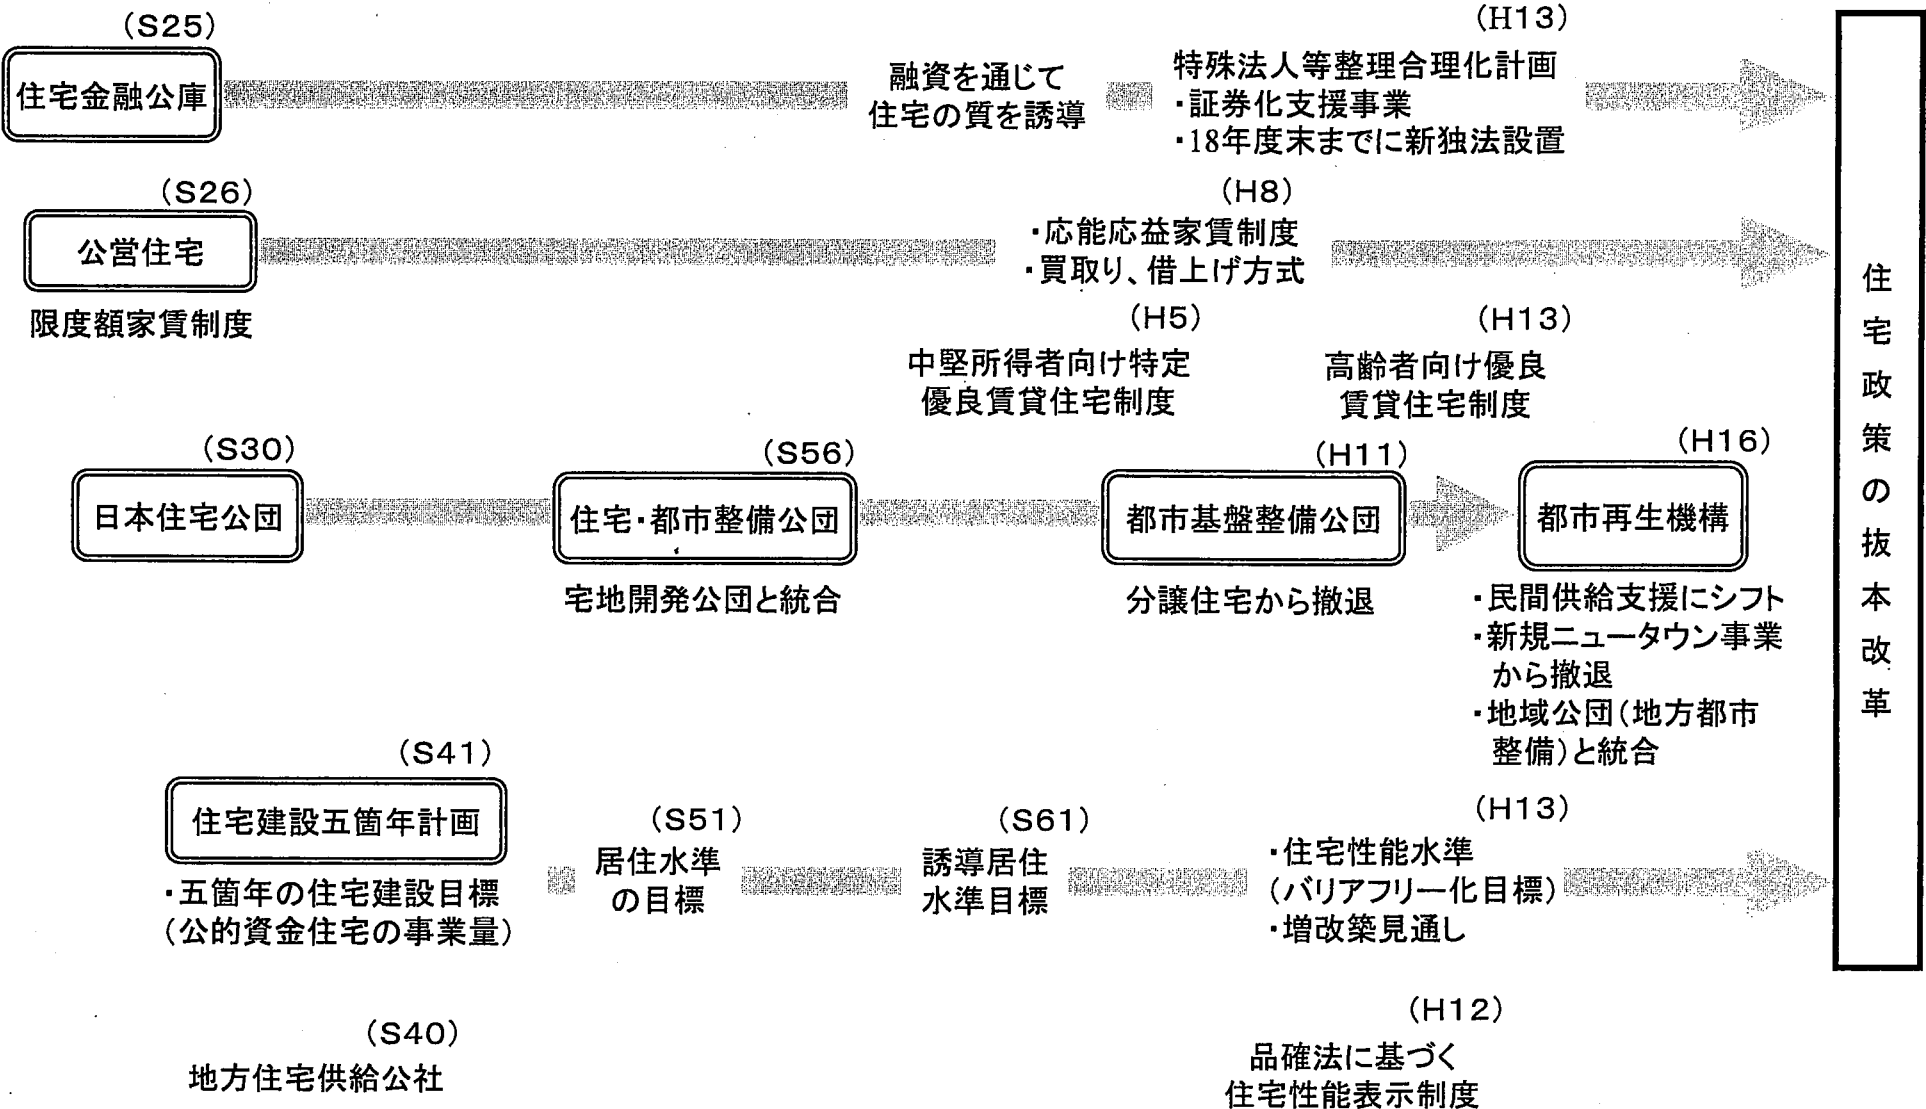 (S25)
住宅金融公庫
融資を通じて
住宅の質を誘導
(H13)
特殊法人等整理合理化計画
・証券化支援事業
・18年度末までに新独法設置
(S26)
公営住宅
限度額家賃制度
(H8)
・応能応益家賃制度
・買取り、借上げ方式
(H5)
中堅所得者向け特定
優良賃貸住宅制度
(H13)
高齢者向け優良
賃貸住宅制度
(S30)
日本住宅公団
(S56)
住宅・都市整備公団
宅地開発公団と統合
(H11)
都市基盤整備公団
分譲住宅から撤退
(H16)
都市再生機構
・民間供給支援にシフト
・新規ニュータウン事業
から撤退
・地域公団(地方都市
整備)と統合
(S41)
住宅建設五箇年計画
・五箇年の住宅建設目標
(公的資金住宅の事業量)
(S51)
居住水準
の目標
(S61)
誘導居住
水準目標
(H13)
・住宅性能水準
(バリアフリー化目標)
・増改築見通し
(S40)
地方住宅供給公社
(H12)
品確法に基づく
住宅性能表示制度
住宅政策の抜本改革